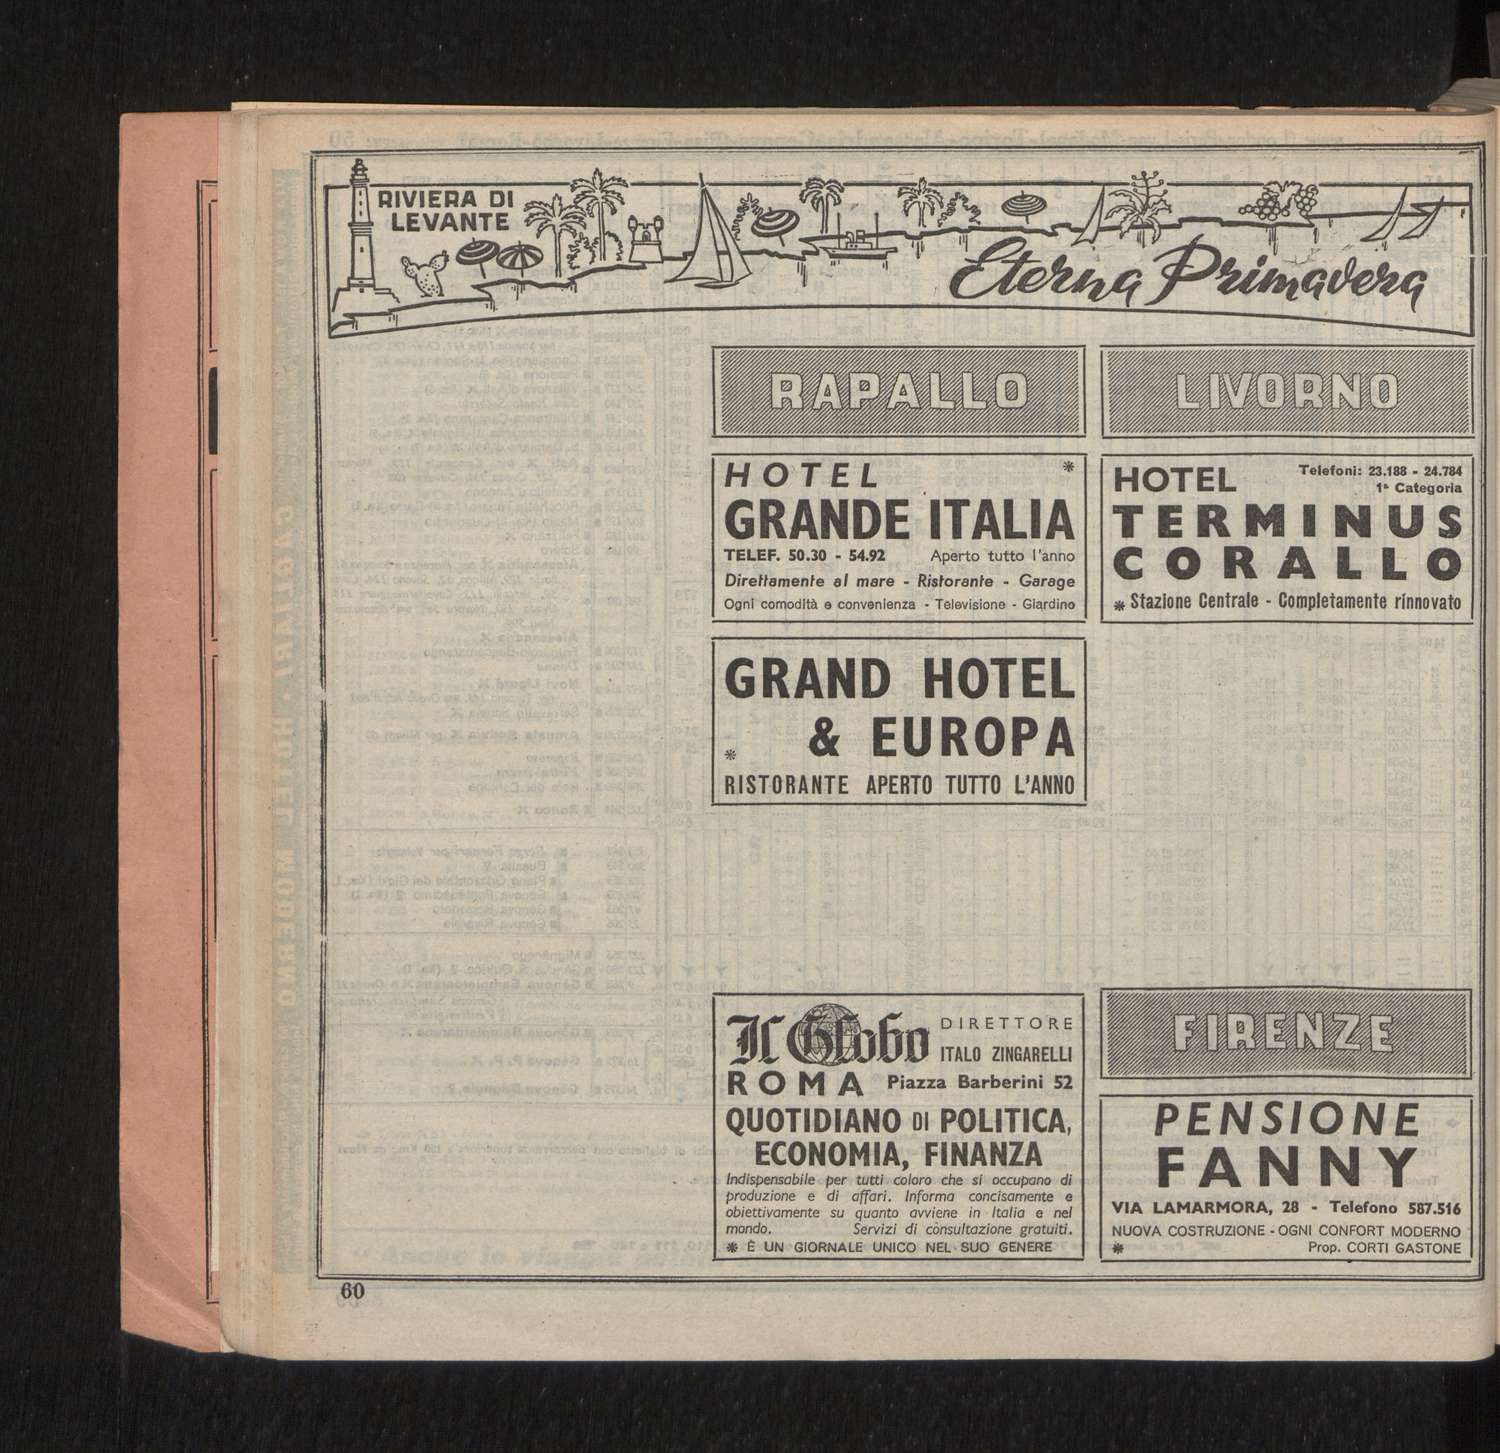 RIVIERA DI
LEVANTE
Eterna Primavera
RAPALLO
HOTEL *
GRANDE ITALIA
TELEF. 50.30 - 54.92 Aperto tutto l'anno
Direttamente al mare - Ristorante - Garage
Ogni comodità e convenienza - Televisione - Giardino
GRAND HOTEL
& EUROPA
*
RISTORANTE APERTO TUTTO L'ANNO
Il Globo DIRETTORE
ITALO ZINGARELLI
ROMA Piazza Barberini 52
QUOTIDIANO DI POLITICA,
ECONOMIA, FINANZA
Indispensabile per tutti coloro che si occupano di
produzione e di affari. Informa concisamente e
obiettivamente su quanto avviene in Italia e nel
mondo. Servizi di consultazione gratuiti.
* È UN GIORNALE UNICO NEL SUO GENERE
LIVORNO
HOTEL Telefoni: 23.188 - 24.784
1ª Categoria
TERMINUS
CORALLO
* Stazione Centrale - Completamente rinnovato
FIRENZE
PENSIONE
FANNY
VIA LAMARMORA, 28 - Telefono 587.516
NUOVA COSTRUZIONE - OGNI CONFORT MODERNO
* Prop. CORTI GASTONE
60